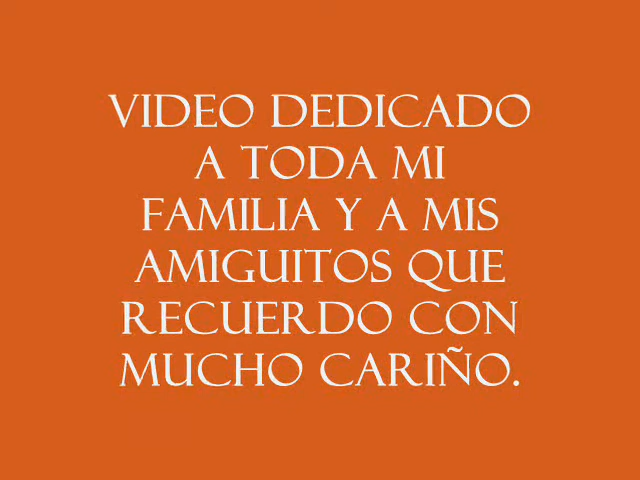 VIDEO DEDICADO
A TODA MI
FAMILIA Y A MIS
AMIGUITOS QUE
RECUERDO CON
MUCHO CARIÑO.